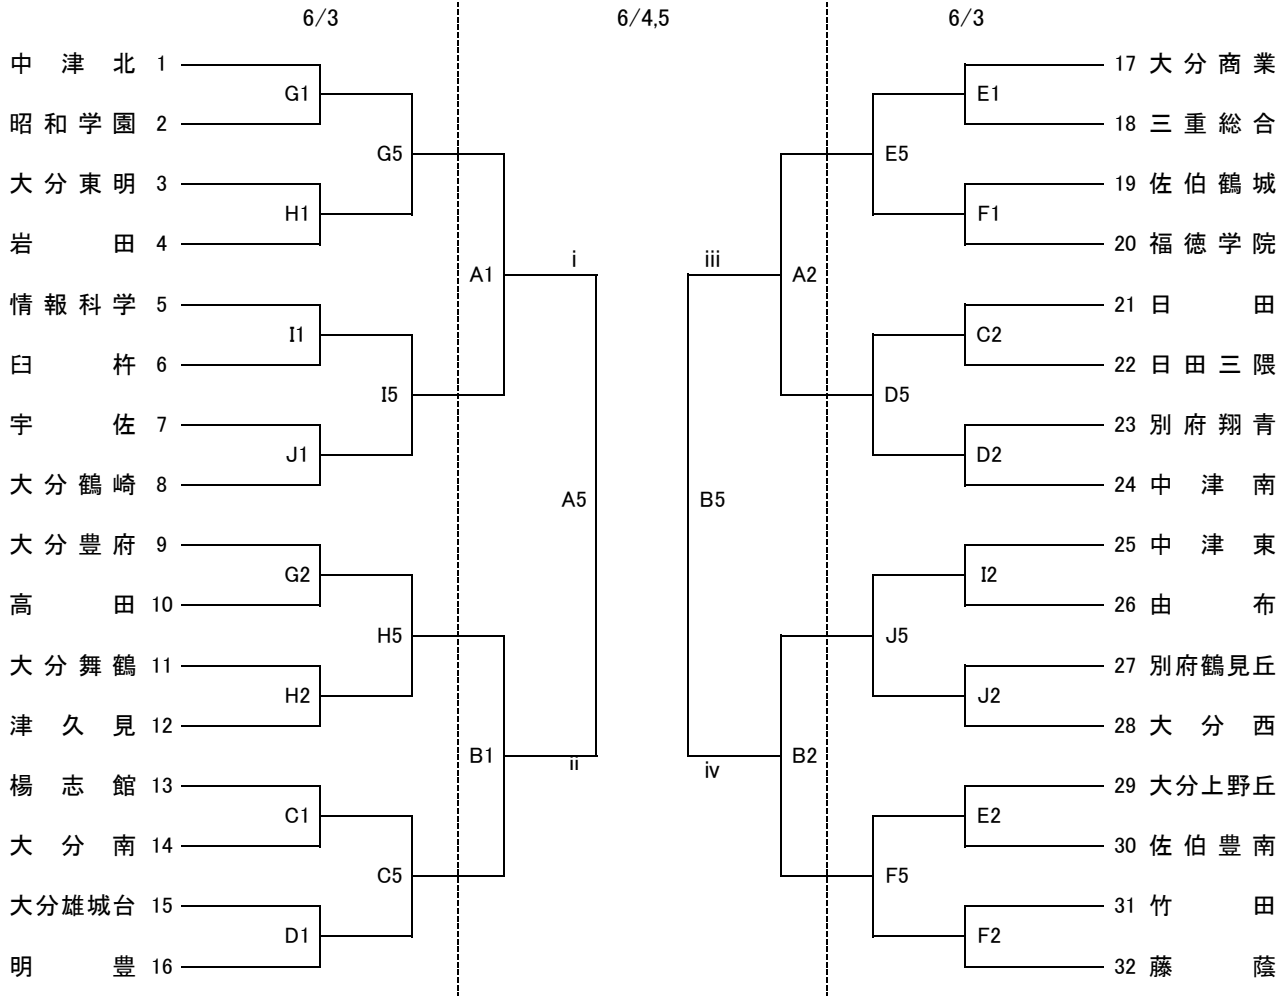 6/3 6/4,5 6/3
中津北 1 17 大分商業
G1 E1
昭和学園 2 18 三重総合
G5 E5
大分東明 3 19 佐伯鶴城
H1 F1
岩田 4 20 福徳学院
i iii
A1 A2
情報科学 5 21 日田
I1 C2
臼杵 6 22 日田三隈
I5 D5
宇佐 7 23 別府翔青
J1 D2
大分鶴崎 8 24 中津南
A5 B5
大分豊府 9 25 中津東
G2 I2
高田 10 26 由布
H5 J5
大分舞鶴 11 27 別府鶴見丘
H2 J2
津久見 12 28 大分西
B1 B2
ii iv
楊志館 13 29 大分上野丘
C1 E2
大分南 14 30 佐伯豊南
C5 F5
大分雄城台 15 31 竹田
D1 F2
明豊 16 32 藤蔭